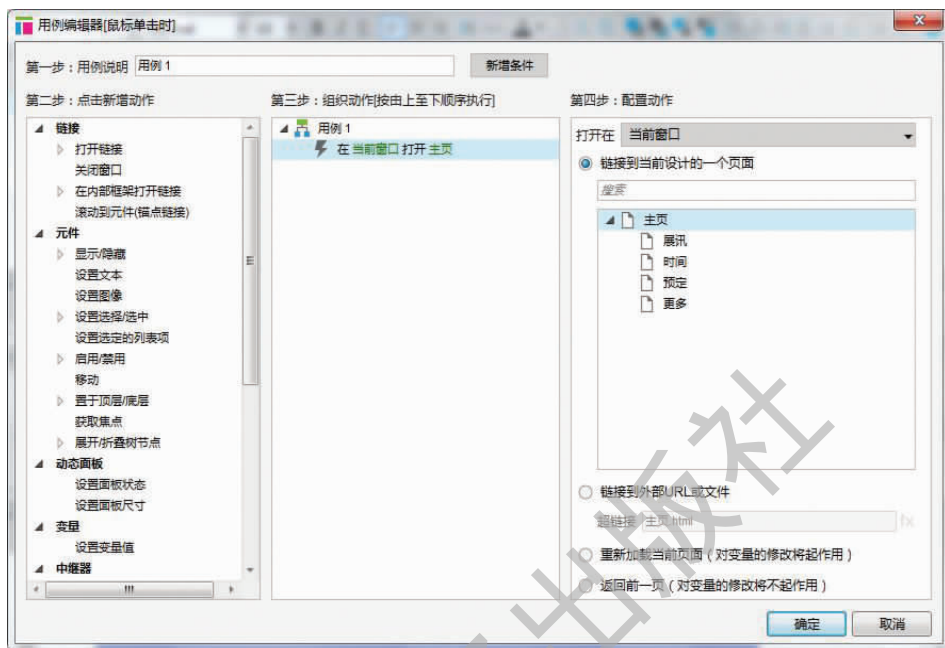 用例编辑器[鼠标单击时]
第一步：用例说明 用例 1 新增条件
第二步：点击新增动作
链接
打开链接
关闭窗口
在内部框架打开链接
滚动到元件(锚点链接)
元件
显示/隐藏
设置文本
设置图像
设置选择/选中
设置选定的列表项
启用/禁用
移动
置于顶层/底层
获取焦点
展开/折叠树节点
动态面板
设置面板状态
设置面板尺寸
变量
设置变量值
中继器
第三步：组织动作[按由上至下顺序执行]
用例 1
在 当前窗口 打开 主页
第四步：配置动作
打开在 当前窗口
链接到当前设计的一个页面
搜索
主页
展讯
时间
预定
更多
链接到外部URL或文件
超链接 主页.html fx
重新加载当前页面（对变量的修改将起作用）
返回前一页（对变量的修改将不起作用）
确定 取消
出版社